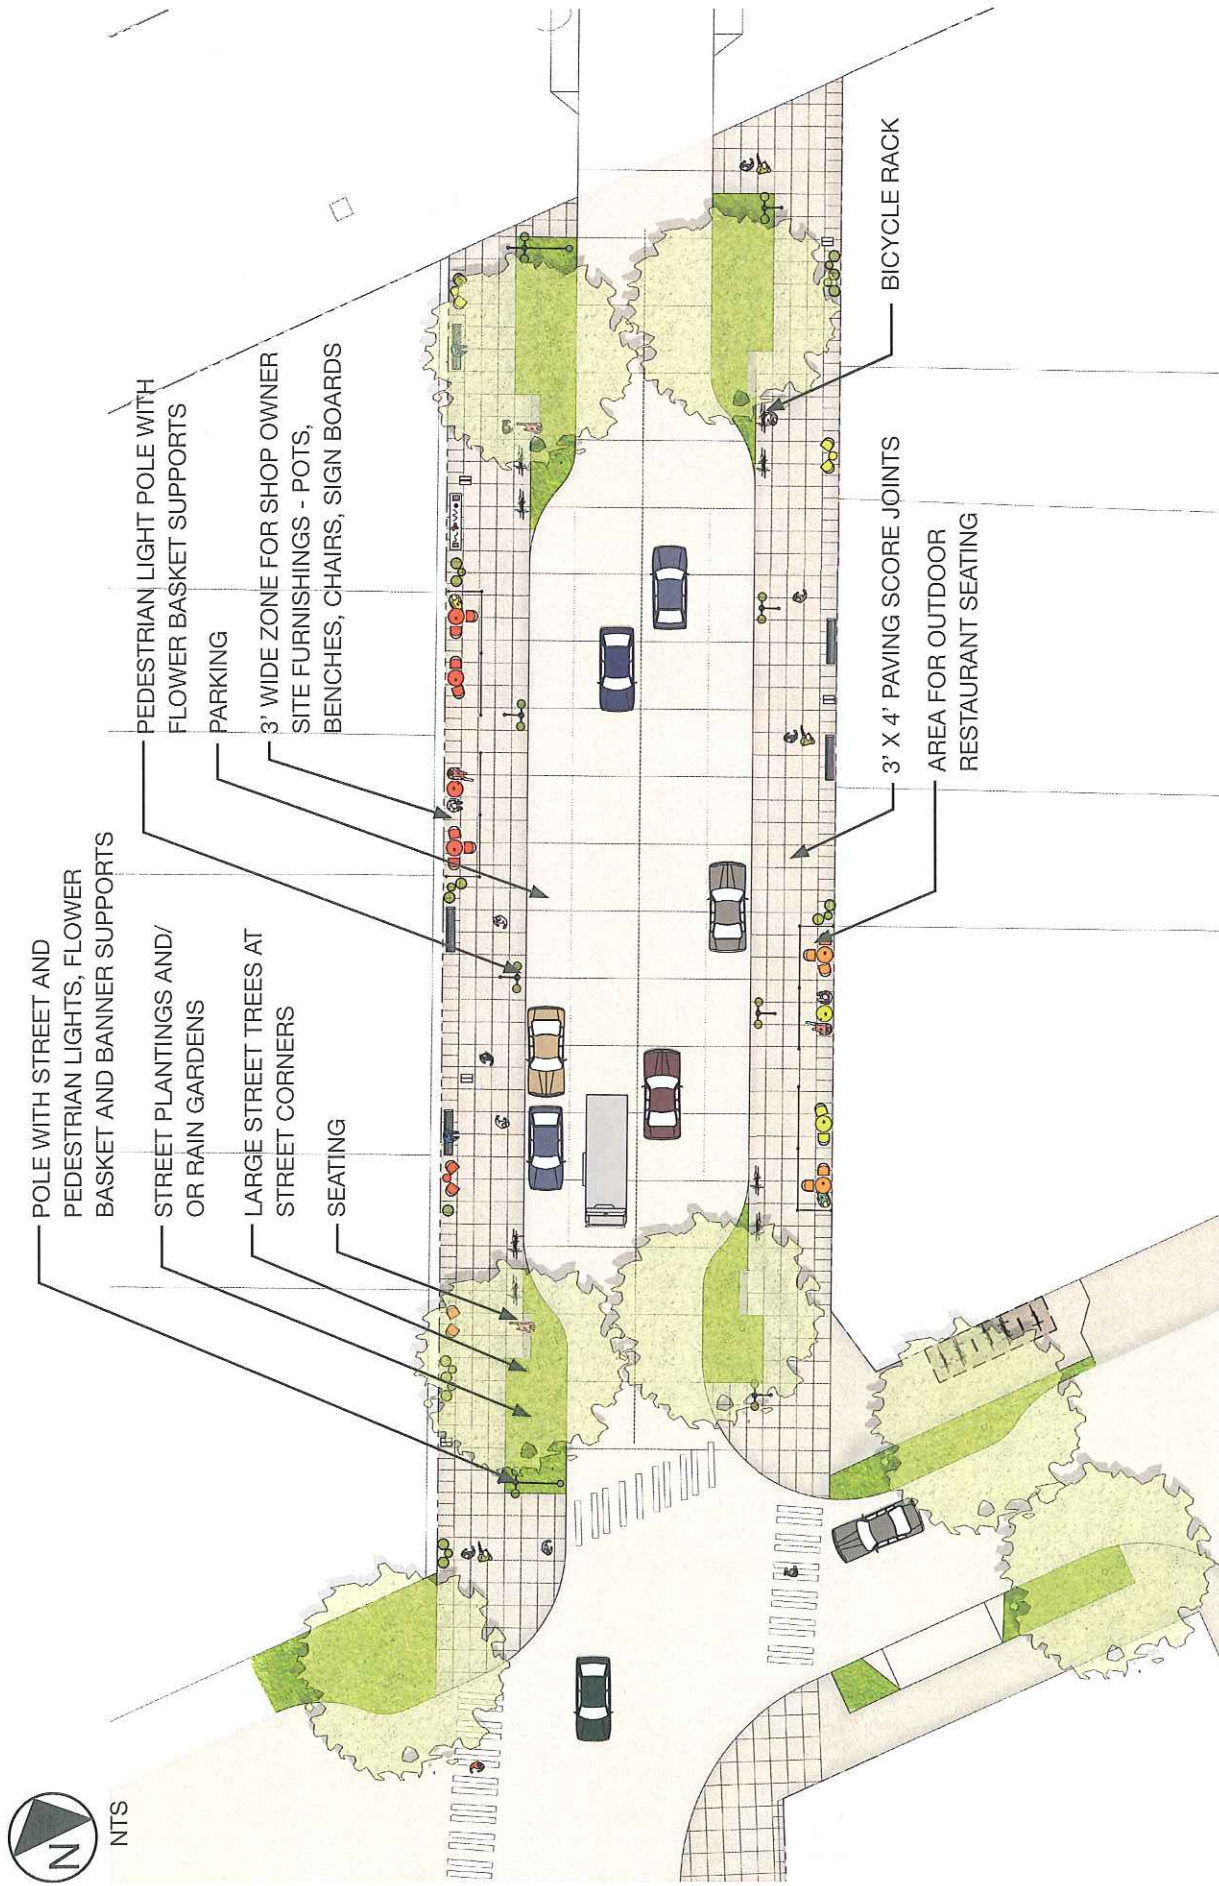 POLE WITH STREET AND
PEDESTRIAN LIGHTS, FLOWER
BASKET AND BANNER SUPPORTS
STREET PLANTINGS AND/
OR RAIN GARDENS
LARGE STREET TREES AT
STREET CORNERS
SEATING
PEDESTRIAN LIGHT POLE WITH
FLOWER BASKET SUPPORTS
PARKING
3' WIDE ZONE FOR SHOP OWNER
SITE FURNISHINGS - POTS,
BENCHES, CHAIRS, SIGN BOARDS
BICYCLE RACK
3' X 4' PAVING SCORE JOINTS
AREA FOR OUTDOOR
RESTAURANT SEATING
N
NTS